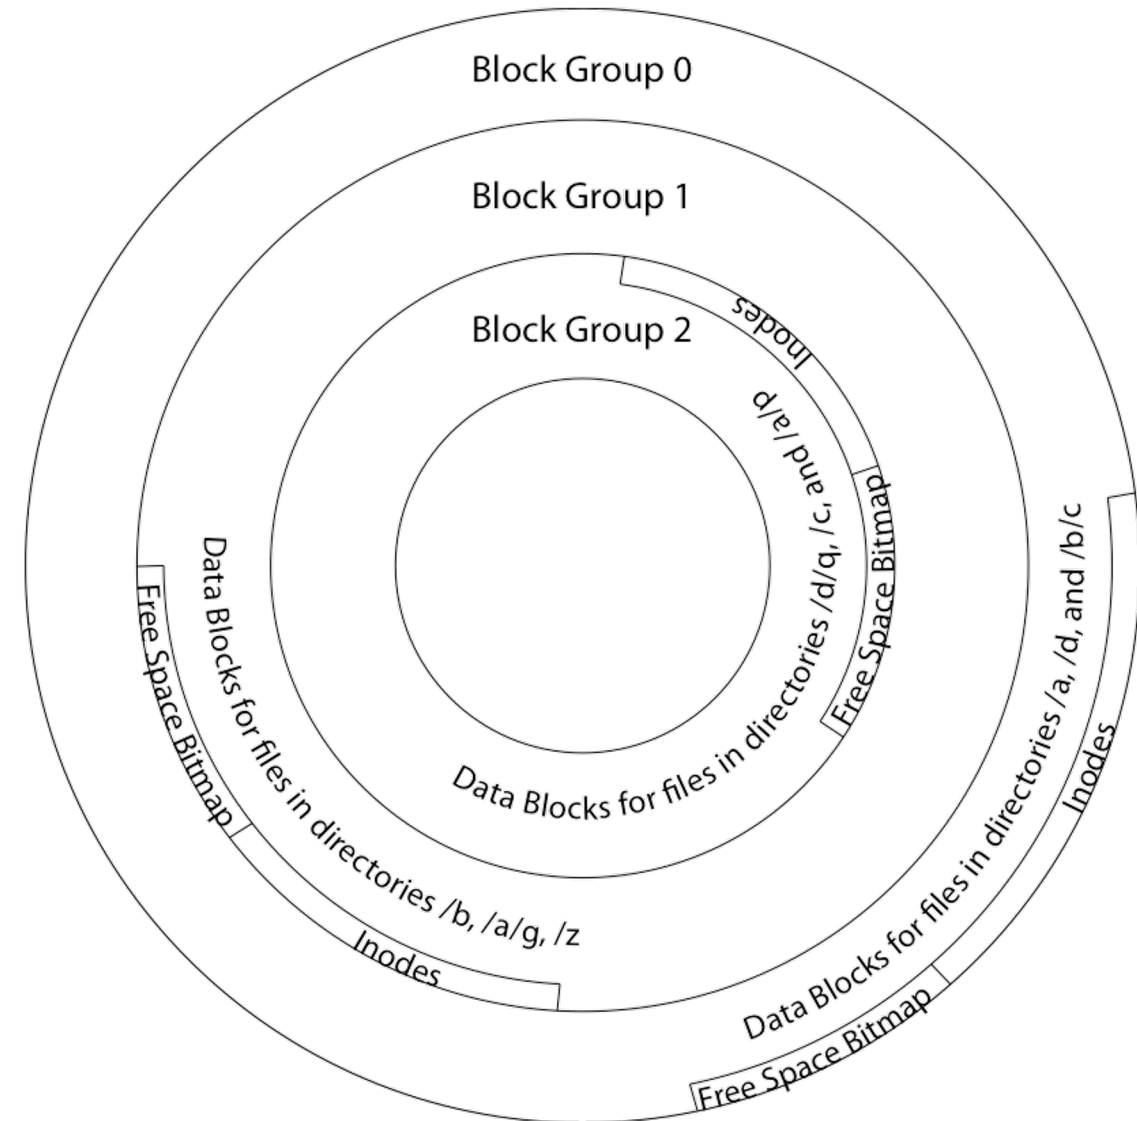 Block Group 0
Block Group 1
Block Group 2
Inodes
Free Space Bitmap
Data Blocks for files in directories /d/q, /c, and /a/p
Free Space Bitmap
Inodes
Data Blocks for files in directories /b, /a/g, /z
Inodes
Free Space Bitmap
Data Blocks for files in directories /a, /d, and /b/c